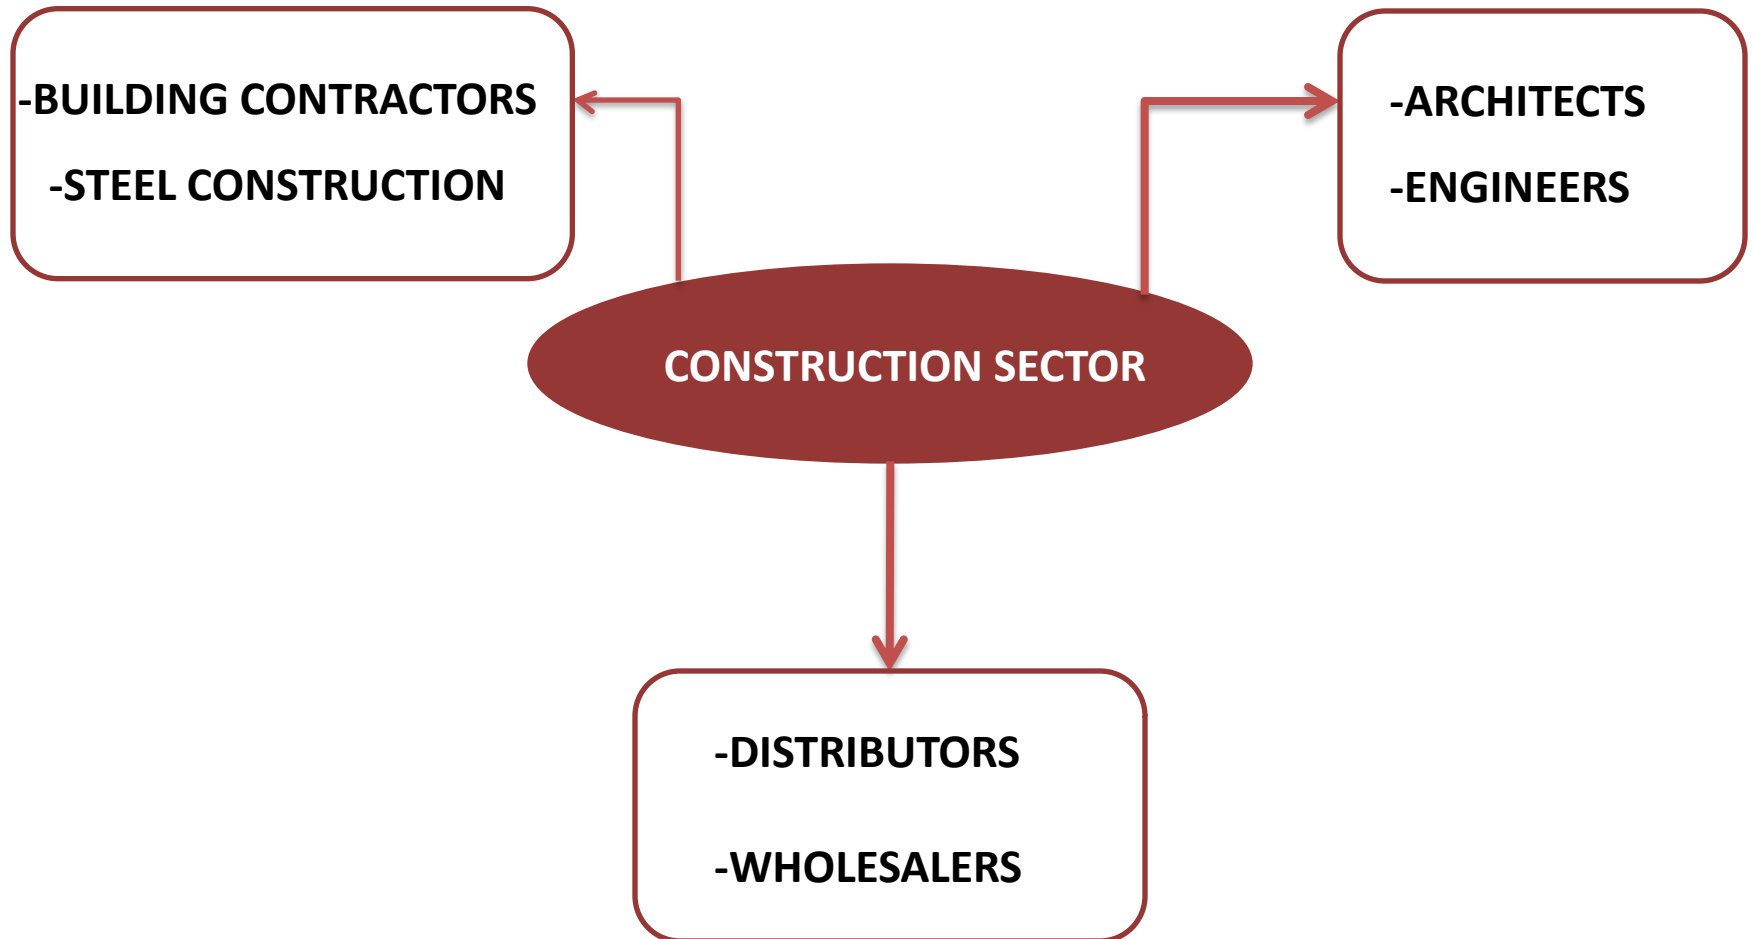 -BUILDING CONTRACTORS
-STEEL CONSTRUCTION
-ARCHITECTS
-ENGINEERS
CONSTRUCTION SECTOR
-DISTRIBUTORS
-WHOLESALERS